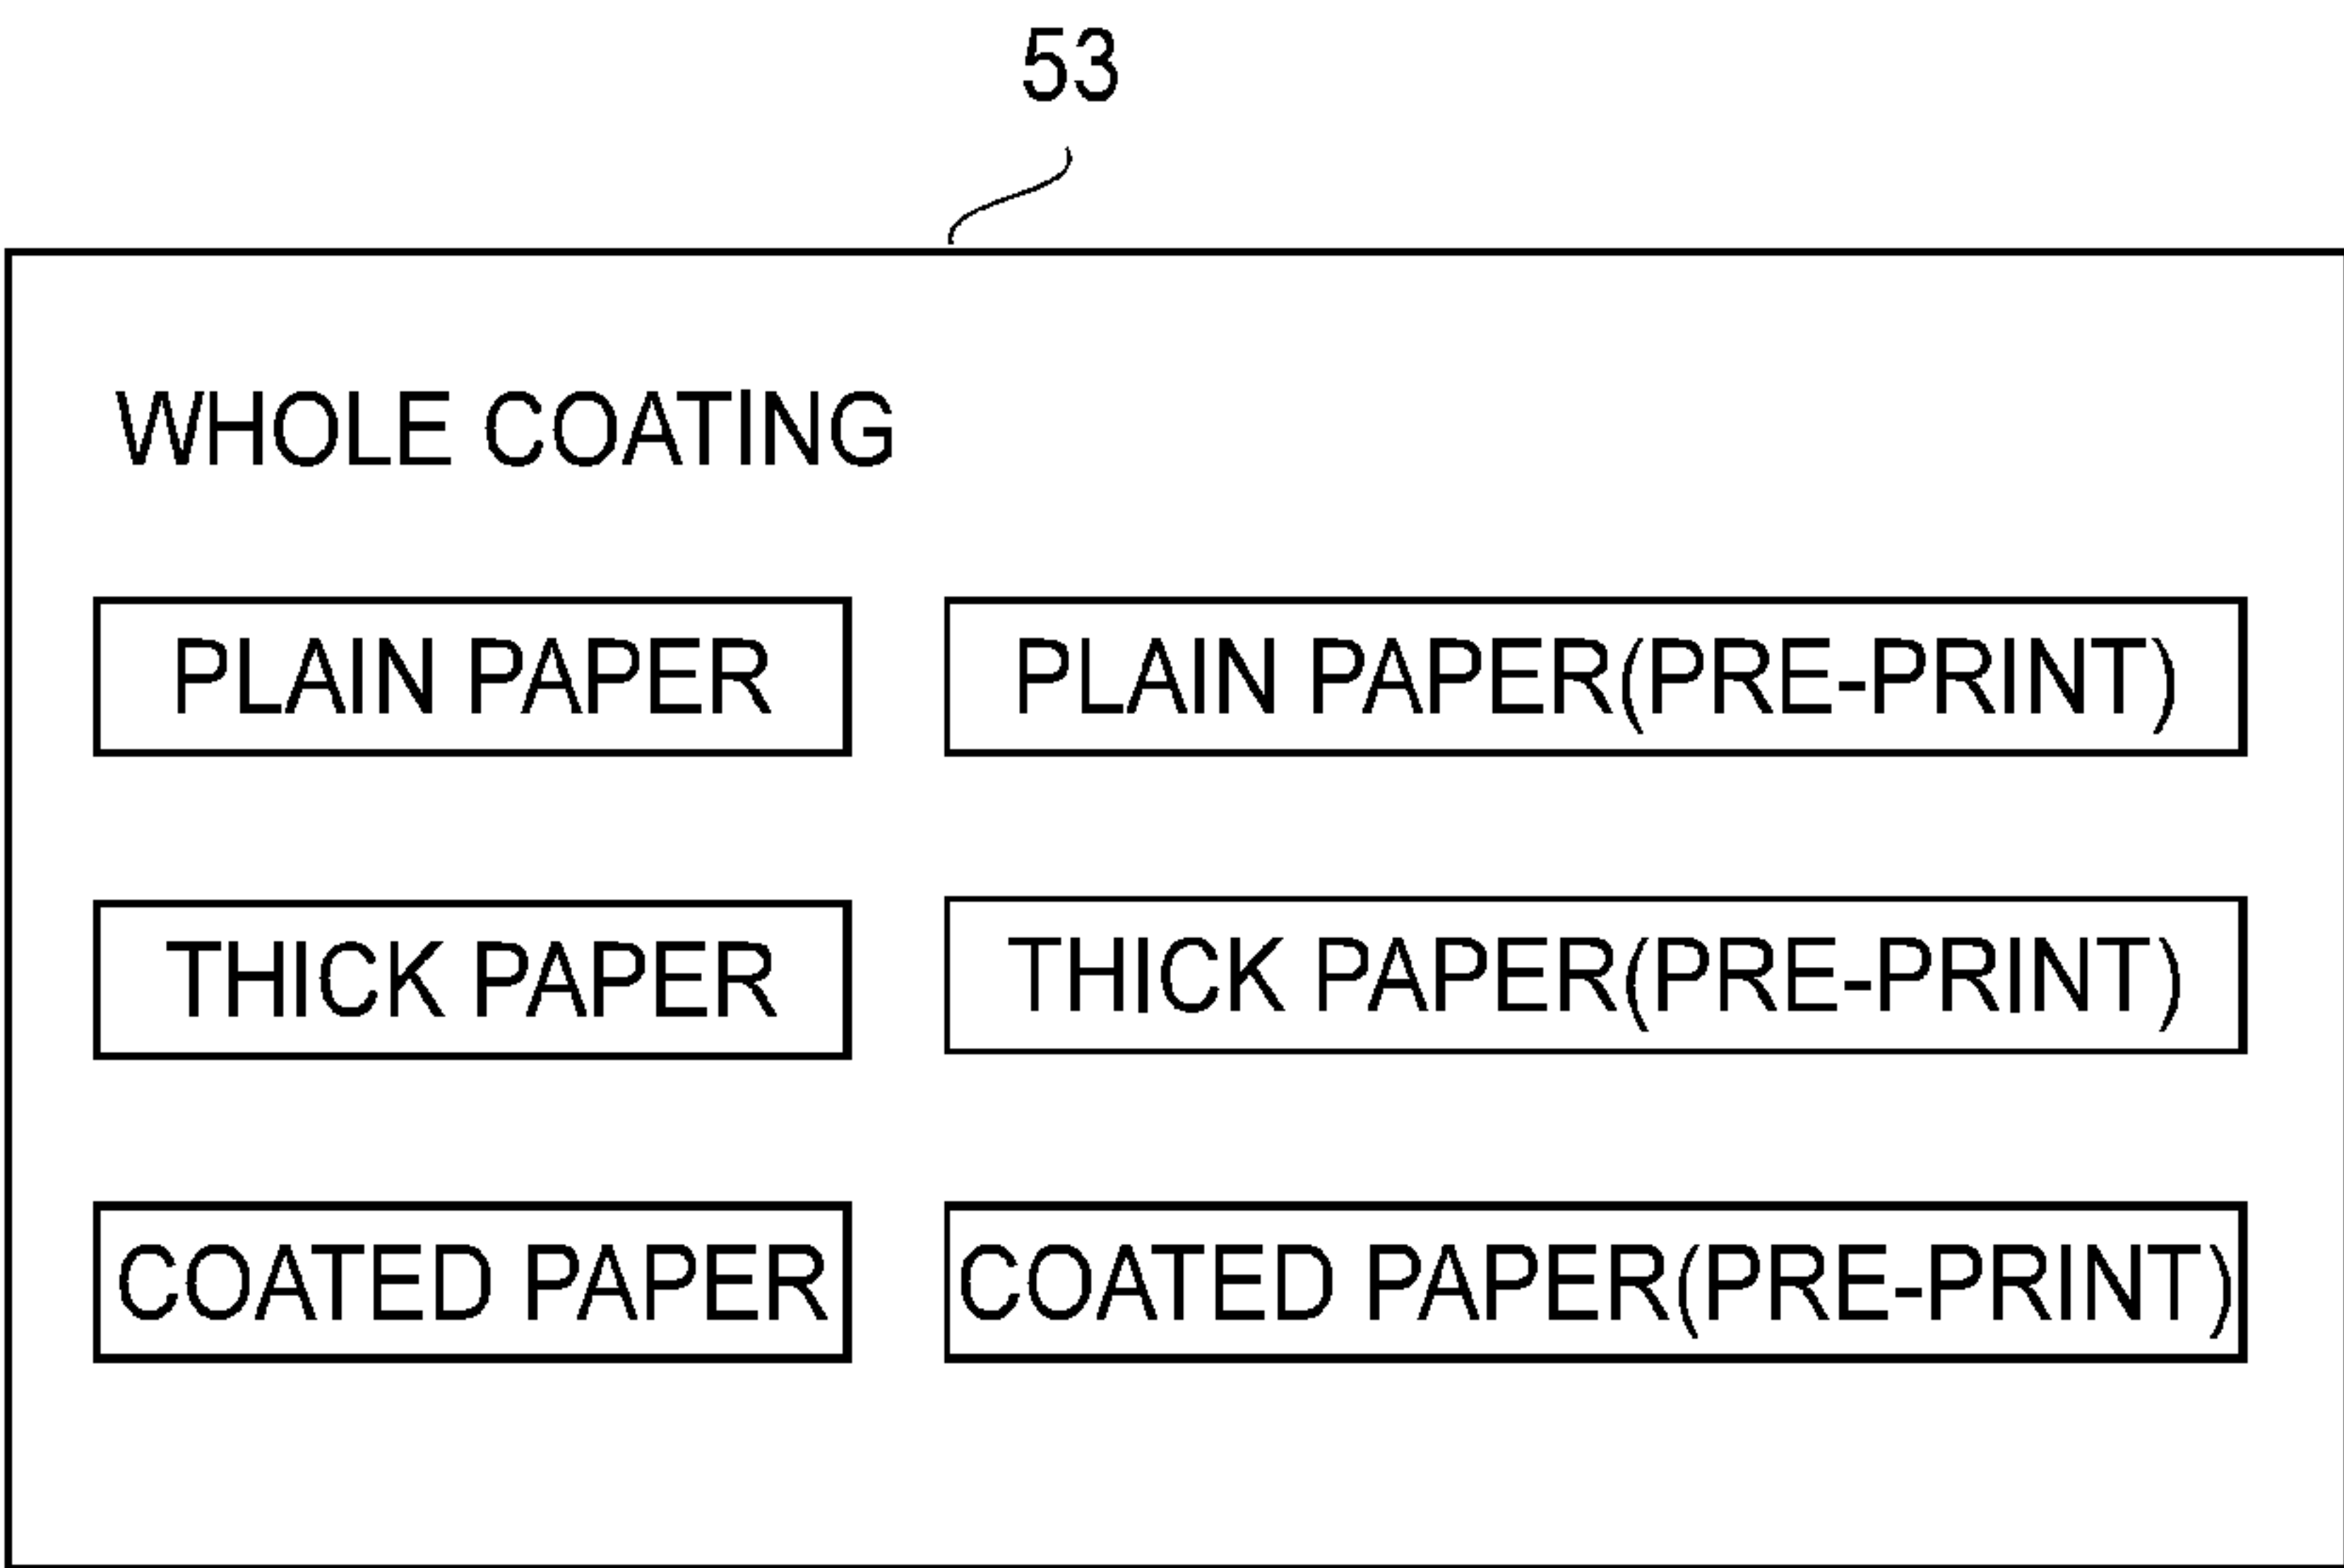 53
WHOLE COATING
PLAIN PAPER
PLAIN PAPER(PRE-PRINT)
THICK PAPER
THICK PAPER(PRE-PRINT)
COATED PAPER
COATED PAPER(PRE-PRINT)